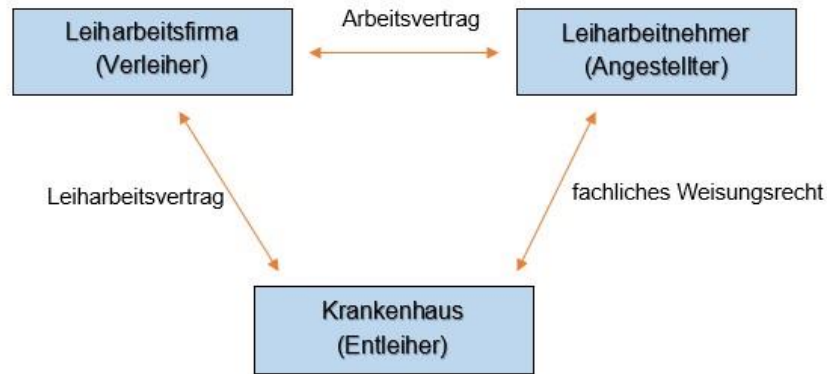 Leiharbeitsfirma
(Verleiher)
Arbeitsvertrag
Leiharbeitnehmer
(Angestellter)
Leiharbeitsvertrag
fachliches Weisungsrecht
Krankenhaus
(Entleiher)